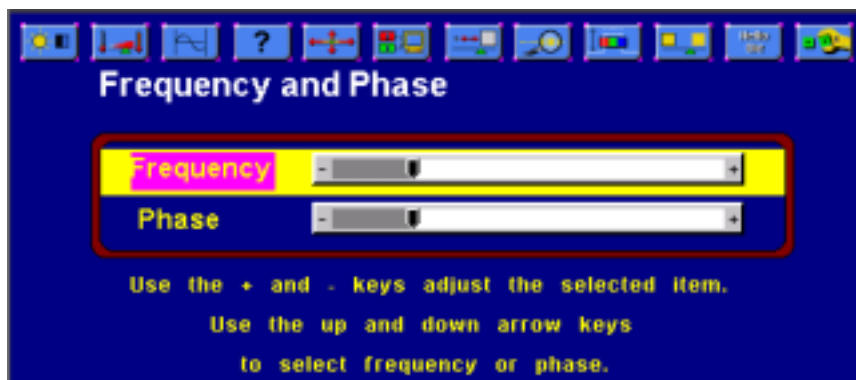 ?
Frequency and Phase
Frequency - +
Phase - +
Use the + and - keys adjust the selected item.
Use the up and down arrow keys
to select frequency or phase.